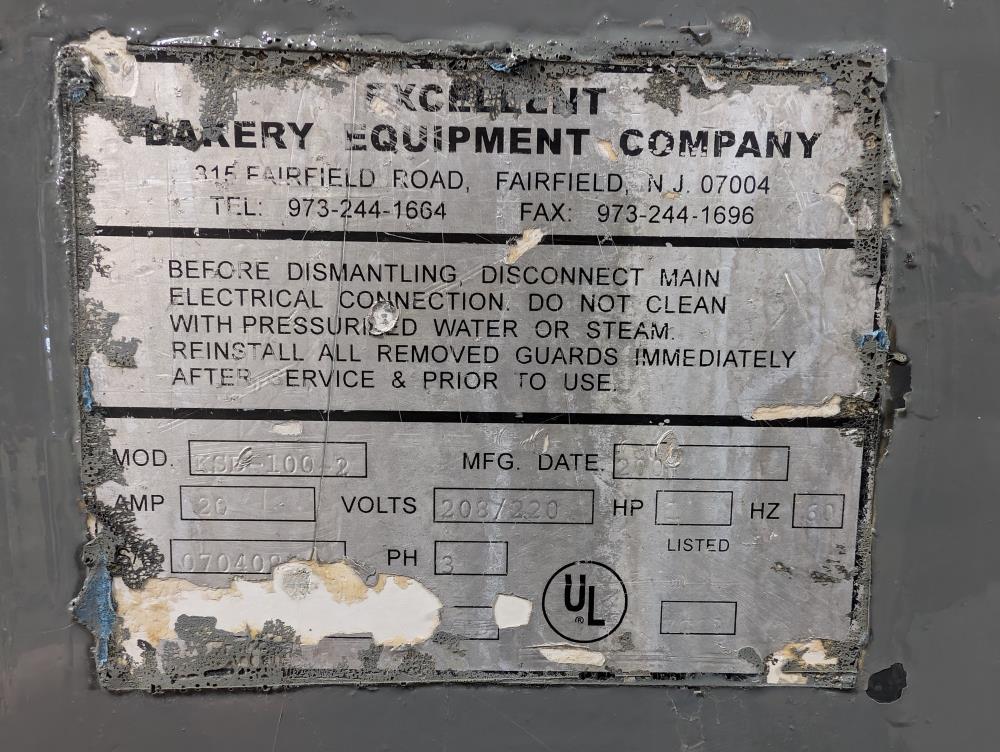 EXCELLENT
BAKERY EQUIPMENT COMPANY
315 FAIRFIELD ROAD, FAIRFIELD, N.J. 07004
TEL: 973-244-1664 FAX: 973-244-1696
BEFORE DISMANTLING, DISCONNECT MAIN
ELECTRICAL CONNECTION. DO NOT CLEAN
WITH PRESSURISED WATER OR STEAM.
REINSTALL ALL REMOVED GUARDS IMMEDIATELY
AFTER SERVICE & PRIOR TO USE.
MOD. MFG. DATE.
AMP 20 VOLTS 208/220 HP HZ 60
LISTED
PH 3
UL